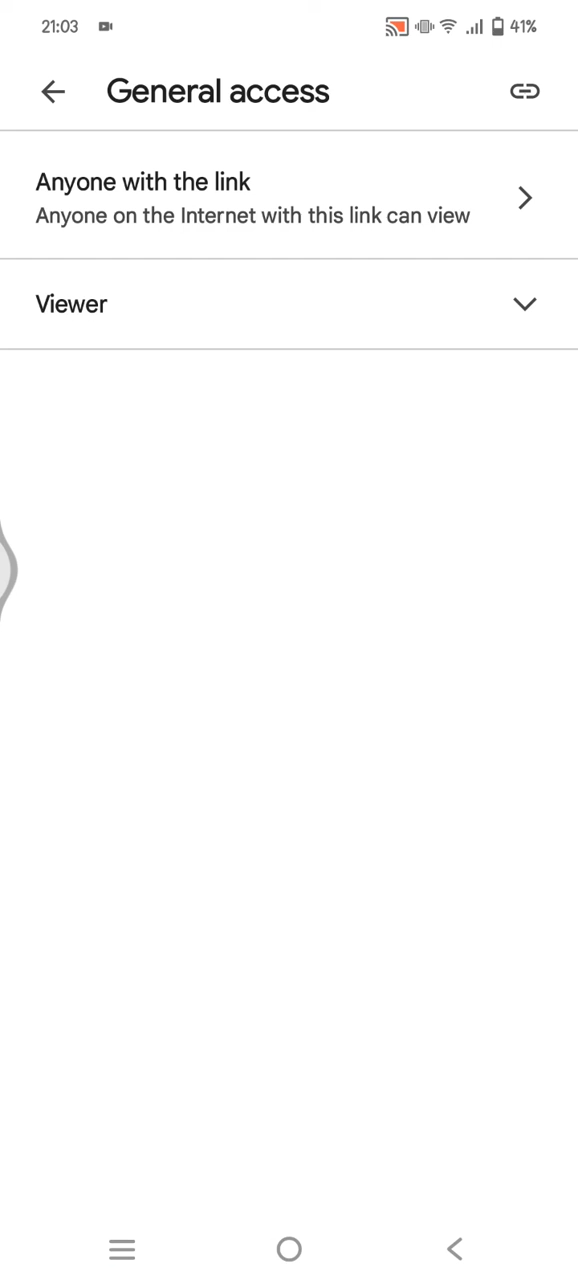 21:03
41%
General access
Anyone with the link
Anyone on the Internet with this link can view
Viewer